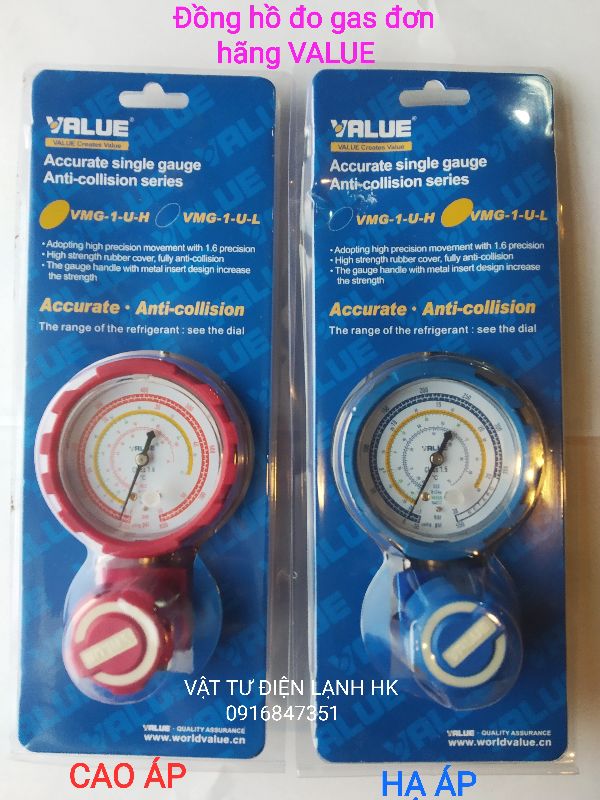 Đồng hồ đo gas đơn
hãng VALUE
VALUE
VALUE Creates Value
Accurate single gauge
Anti-collision series
VMG-1-U-H VMG-1-U-L
• Adopting high precision movement with 1.6 precision
• High strength rubber cover, fully anti-collision
• The gauge handle with metal insert design increase
the strength
Accurate • Anti-collision
The range of the refrigerant : see the dial
VALUE
VALUE Creates Value
Accurate single gauge
Anti-collision series
VMG-1-U-H VMG-1-U-L
• Adopting high precision movement with 1.6 precision
• High strength rubber cover, fully anti-collision
• The gauge handle with metal insert design increase
the strength
Accurate • Anti-collision
The range of the refrigerant : see the dial
VALUE
VALUE
VẬT TƯ ĐIỆN LẠNH HK
0916847351
VALUE · QUALITY ASSURANCE
www.worldvalue.cn
VALUE · QUALITY ASSURANCE
www.worldvalue.cn
CAO ÁP
HẠ ÁP